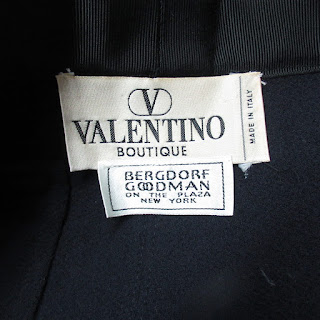 V
VALENTINO
BOUTIQUE
MADE IN ITALY
BERGDORF
GOODMAN
ON THE PLAZA
NEW YORK